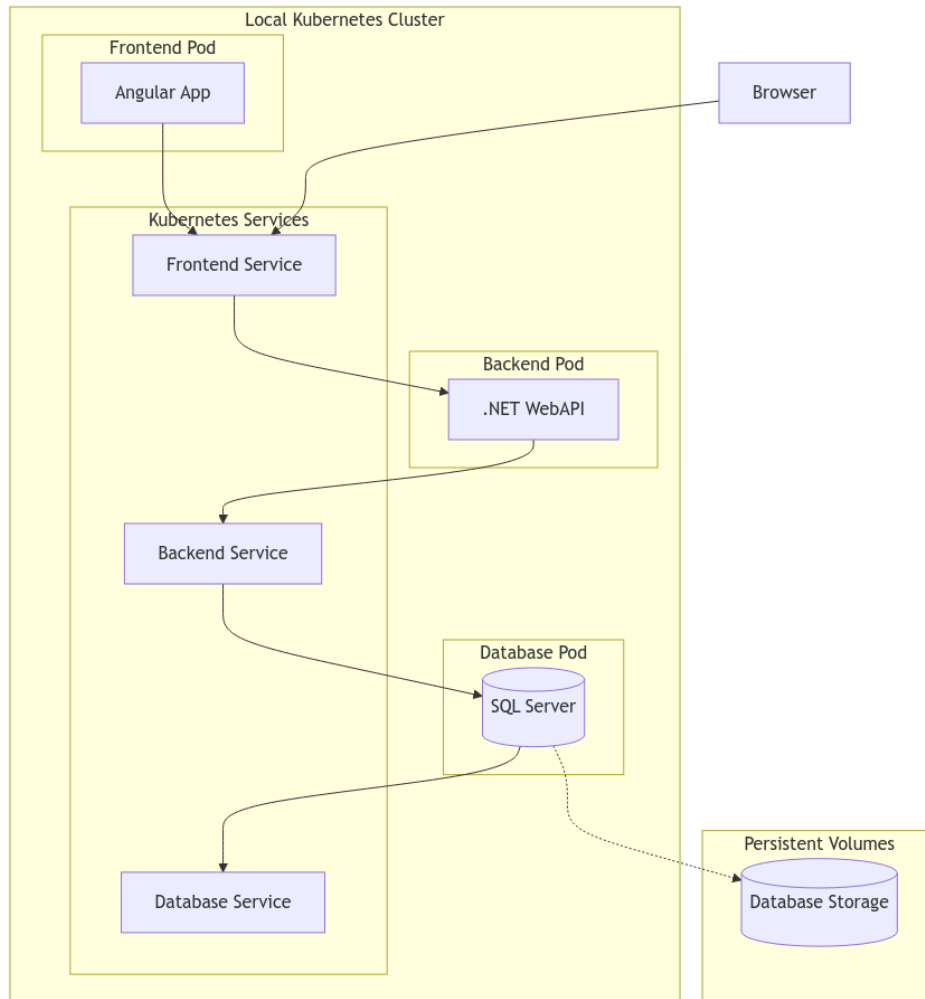 Local Kubernetes Cluster
Frontend Pod
Angular App
Browser
Kubernetes Services
Frontend Service
Backend Pod
.NET WebAPI
Backend Service
Database Pod
SQL Server
Persistent Volumes
Database Service
Database Storage